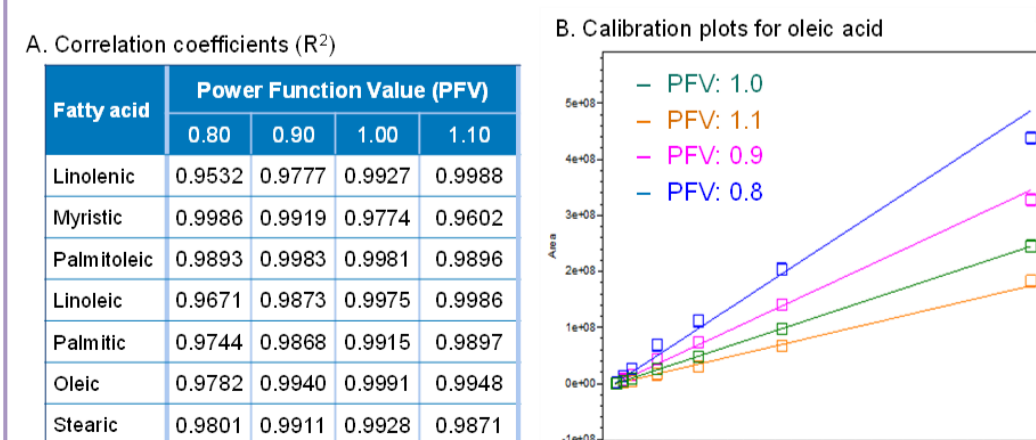 A. Correlation coefficients (R²)
Fatty acid Power Function Value (PFV)
0.80 0.90 1.00 1.10
Linolenic 0.9532 0.9777 0.9927 0.9988
Myristic 0.9986 0.9919 0.9774 0.9602
Palmitoleic 0.9893 0.9983 0.9981 0.9896
Linoleic 0.9671 0.9873 0.9975 0.9986
Palmitic 0.9744 0.9868 0.9915 0.9897
Oleic 0.9782 0.9940 0.9991 0.9948
Stearic 0.9801 0.9911 0.9928 0.9871
B. Calibration plots for oleic acid
PFV: 1.0
PFV: 1.1
PFV: 0.9
PFV: 0.8
Area
5e+08
4e+08
3e+08
2e+08
1e+08
0e+00
-1e+08